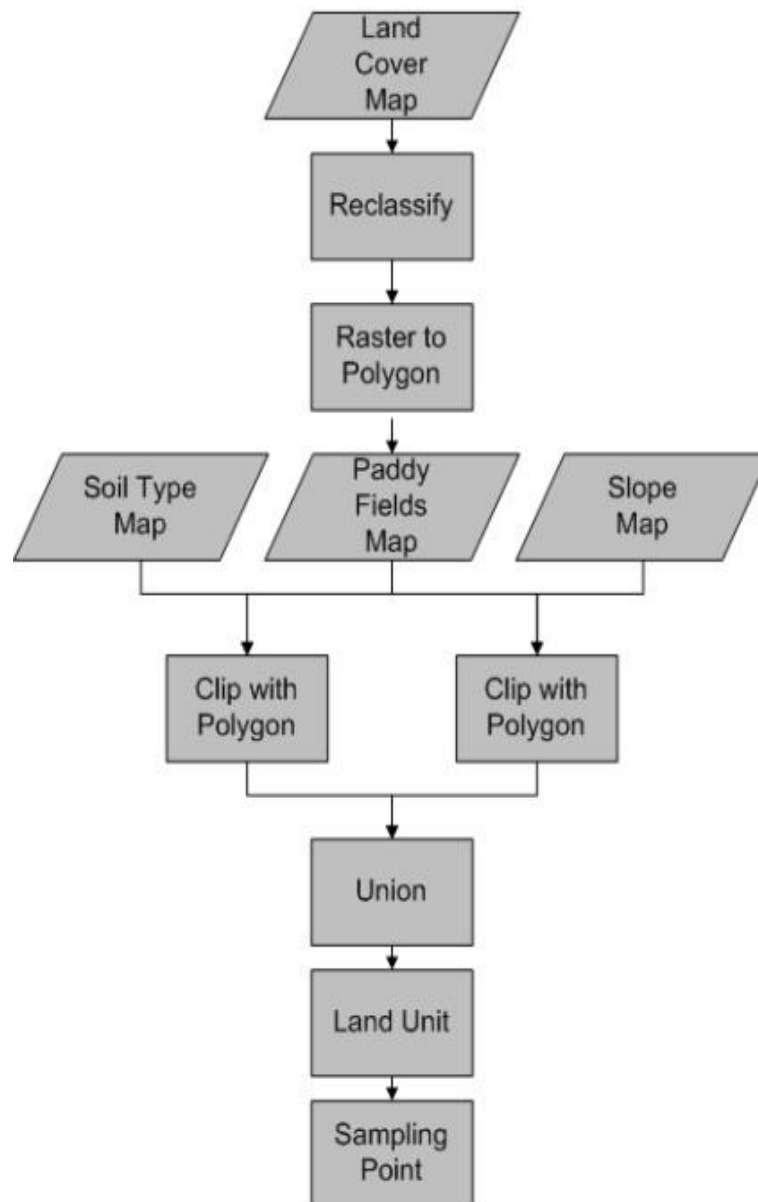 Land
Cover
Map
Reclassify
Raster to
Polygon
Soil Type
Map
Paddy
Fields
Map
Slope
Map
Clip with
Polygon
Clip with
Polygon
Union
Land Unit
Sampling
Point